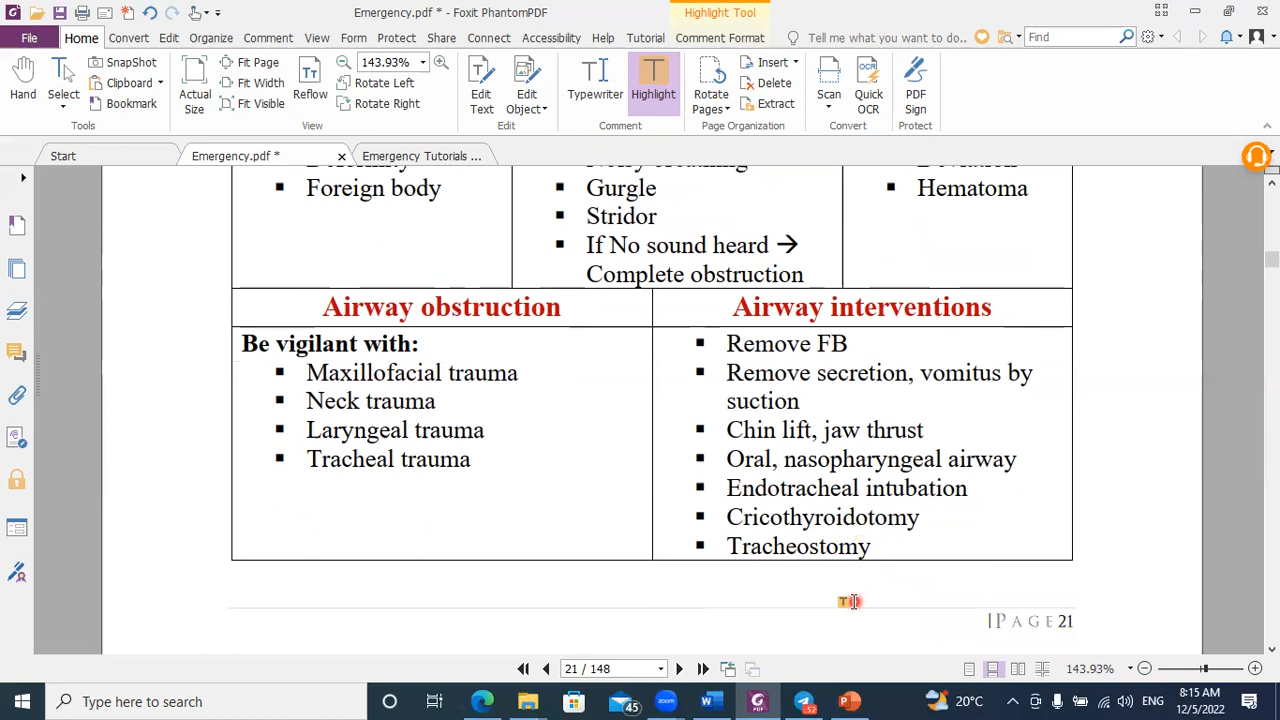 Emergency.pdf * - Foxit PhantomPDF
Highlight Tool
File Home Convert Edit Organize Comment View Form Protect Share Connect Accessibility Help Tutorial Comment Format Tell me what you want to do.. Find
Hand
Select
SnapShot
Clipboard
Bookmark
Tools
Actual Size
Fit Page
Fit Width
Fit Visible
Reflow
143.93%
Rotate Left
Rotate Right
View
Edit Text
Edit Object
Edit
Typewriter
Highlight
Comment
Rotate Pages
Insert
Delete
Extract
Page Organization
Scan
Quick OCR
Convert
PDF Sign
Protect
Start
Emergency.pdf *
Emergency Tutorials ...
Foreign body
Gurgle
Stridor
If No sound heard →
Complete obstruction
Hematoma
Airway obstruction
Be vigilant with:
Maxillofacial trauma
Neck trauma
Laryngeal trauma
Tracheal trauma
Airway interventions
Remove FB
Remove secretion, vomitus by
suction
Chin lift, jaw thrust
Oral, nasopharyngeal airway
Endotracheal intubation
Cricothyroidotomy
Tracheostomy
| PAGE 21
21 / 148
143.93%
Type here to search
45
zoom
52
20°C
ENG
8:15 AM
12/5/2022